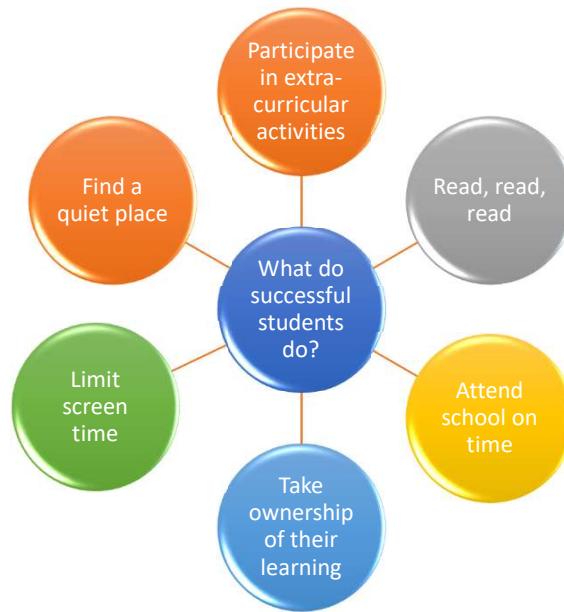 Participate
in extra-
curricular
activities
Find a
quiet place
Read, read,
read
What do
successful
students
do?
Limit
screen
time
Attend
school on
time
Take
ownership
of their
learning